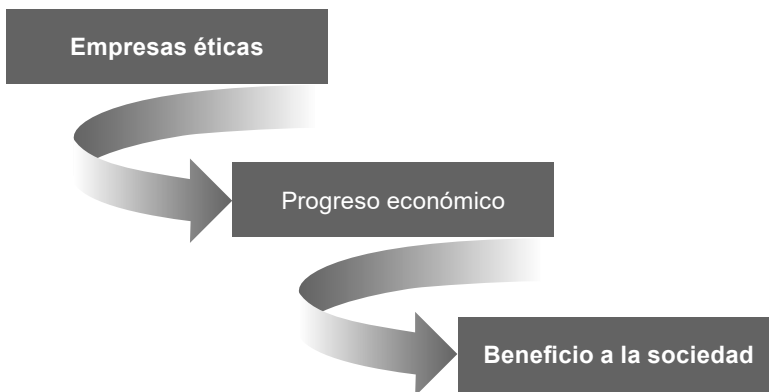 Empresas éticas
Progreso económico
Beneficio a la sociedad